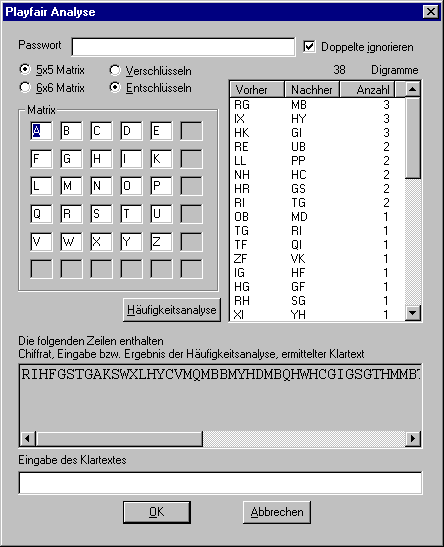 Playfair Analyse
Passwort
Doppelte ignorieren
5x5 Matrix
Verschlüsseln
38 Digramme
6x6 Matrix
Entschlüsseln
Vorher Nachher Anzahl
RG MB 3
IX HY 3
HK GI 3
RE UB 2
LL PP 2
NH HC 2
HR GS 2
RI TG 2
OB MD 1
TG RI 1
TF QI 1
ZF VK 1
IG HF 1
HG GF 1
RH SG 1
XI YH 1
Matrix
A B C D E
F G H I K
L M N O P
Q R S T U
V W X Y Z
Häufigkeitsanalyse
Die folgenden Zeilen enthalten
Chiffrat, Eingabe bzw. Ergebnis der Häufigkeitsanalyse, ermittelter Klartext
RIHFGSTGAKSWXLHYCVMQMBBMYHDMBQHWHCGIGSGTHMMBT
Eingabe des Klartextes
OK
Abbrechen